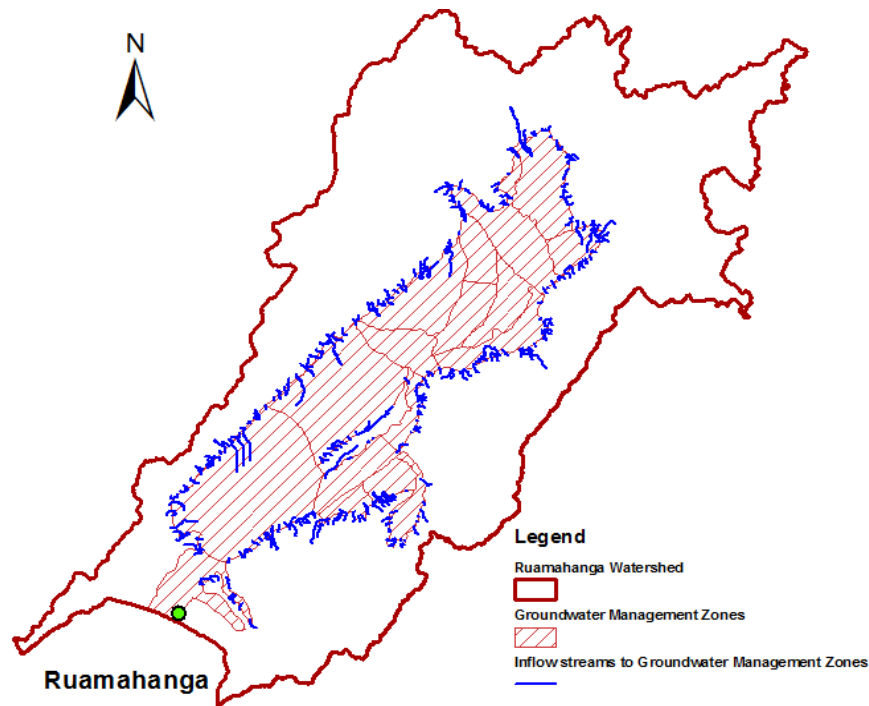 N
Legend
Ruamahanga Watershed
Groundwater Management Zones
Inflow streams to Groundwater Management Zones
Ruamahanga